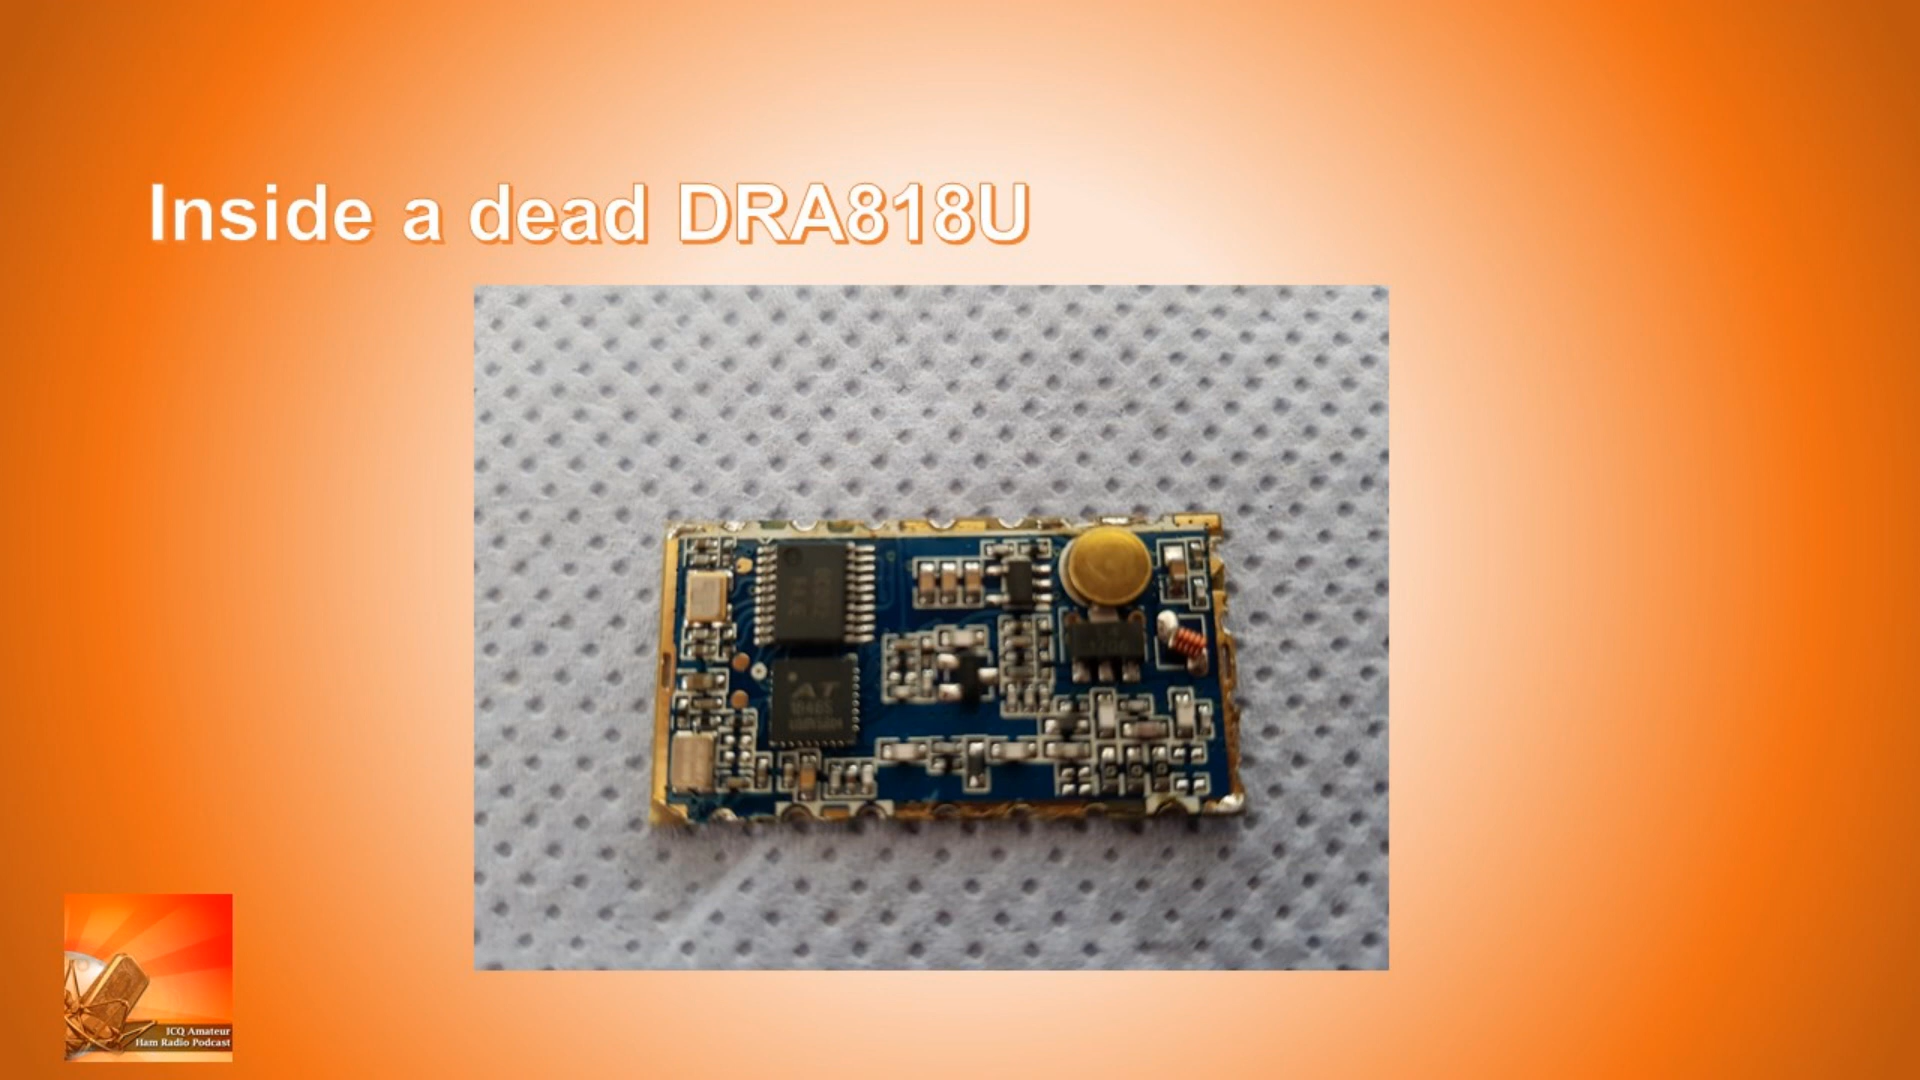 Inside a dead DRA818U
AT
ICQ Amateur
Ham Radio Podcast